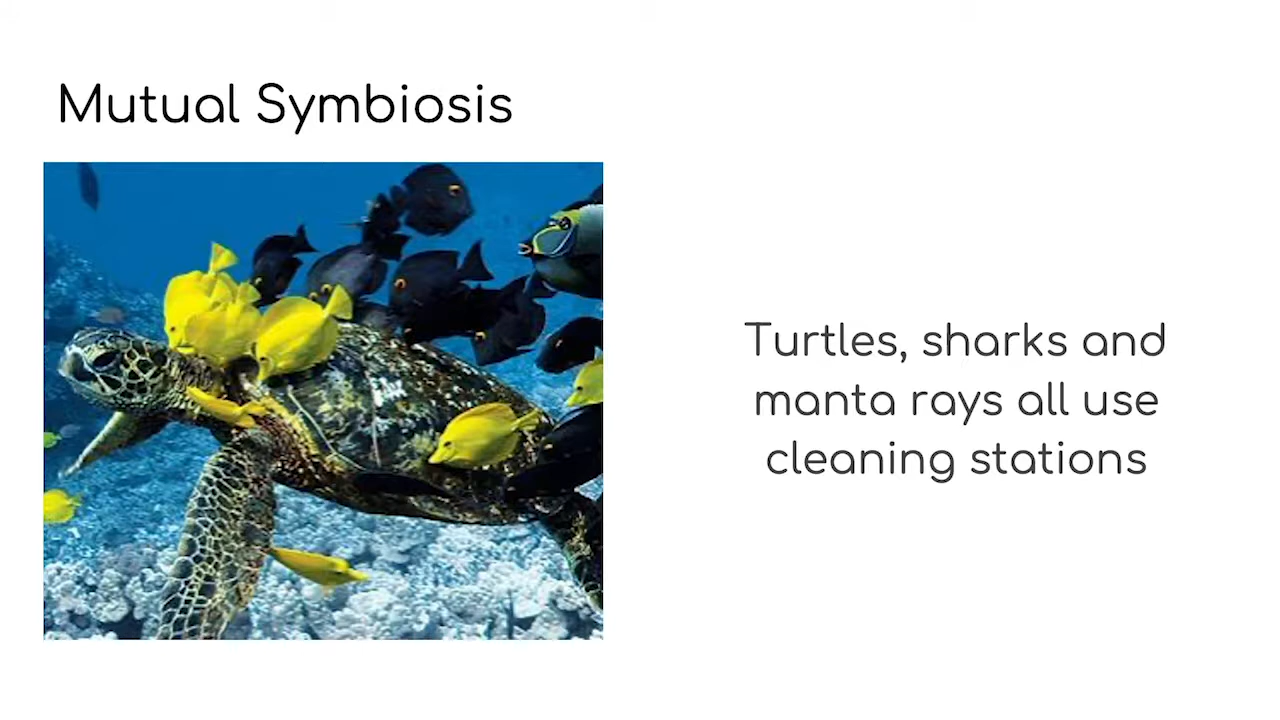 Mutual Symbiosis
Turtles, sharks and
manta rays all use
cleaning stations